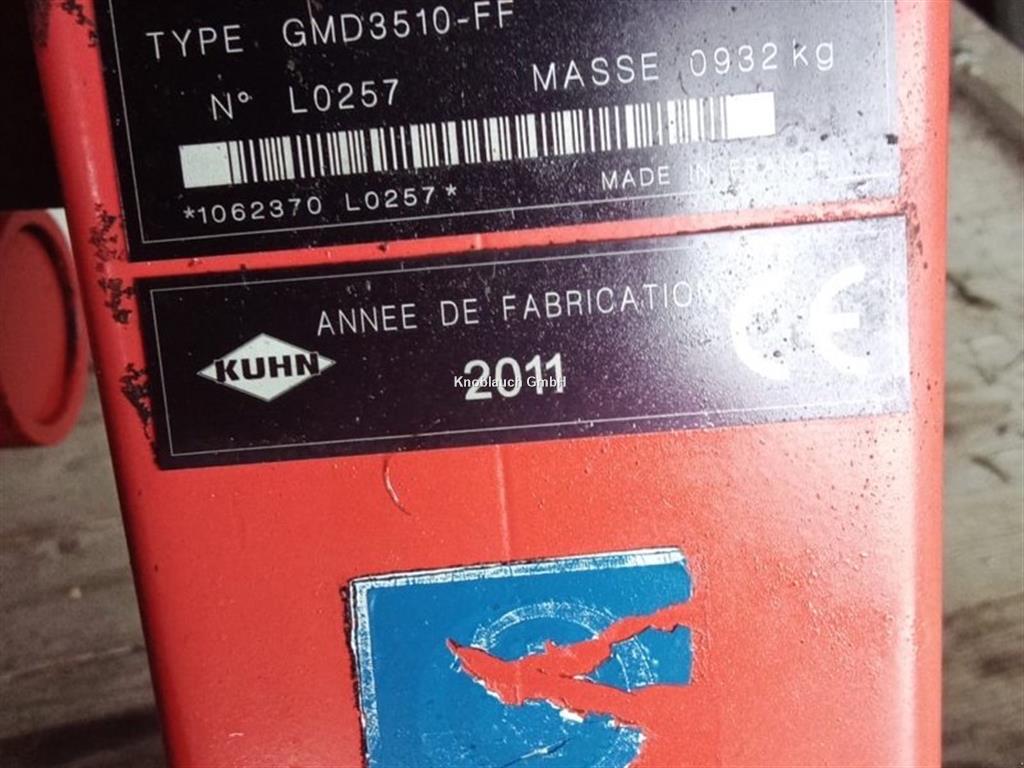 TYPE GMD3510-FF
N° L0257 MASSE 0932 kg
*1062370 L0257* MADE IN FRANCE
ANNEE DE FABRICATION CE
KUHN 2011
Knoblauch GmbH